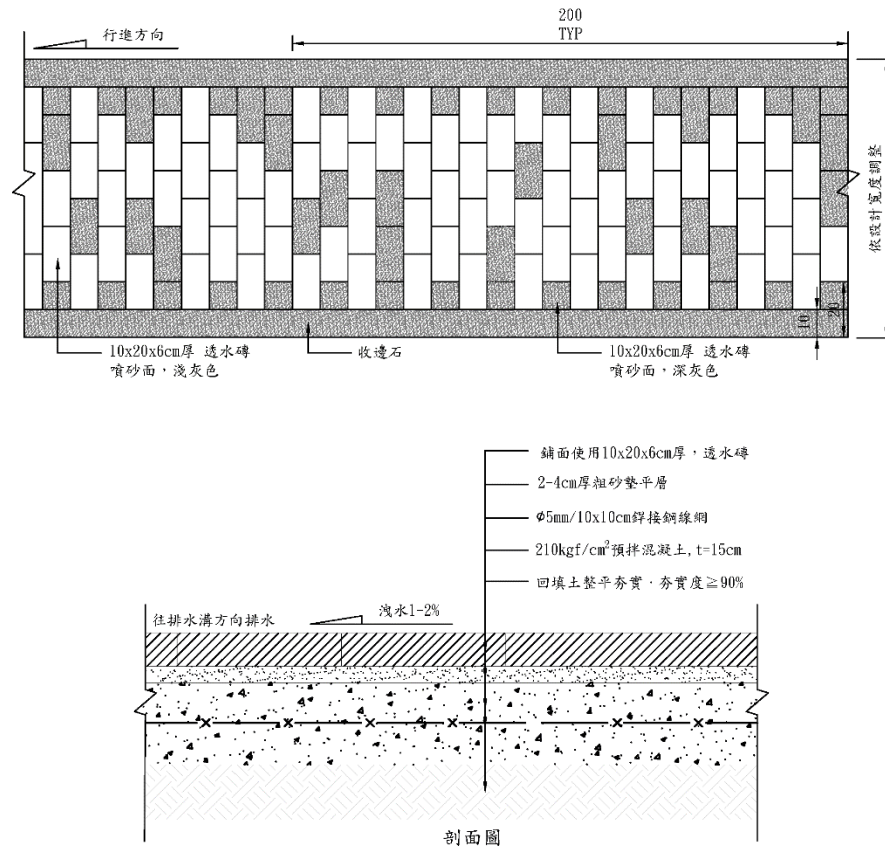 200
TYP
行進方向
依設計寬度調整
20
10
10x20x6cm厚 透水磚
噴砂面，淺灰色
收邊石
10x20x6cm厚 透水磚
噴砂面，深灰色
鋪面使用10x20x6cm厚，透水磚
2-4cm厚粗砂墊平層
φ5mm/10x10cm銲接鋼線網
210kgf/cm²預拌混凝土,t=15cm
回填土整平夯實．夯實度≧90%
往排水溝方向排水
洩水1-2%
剖面圖